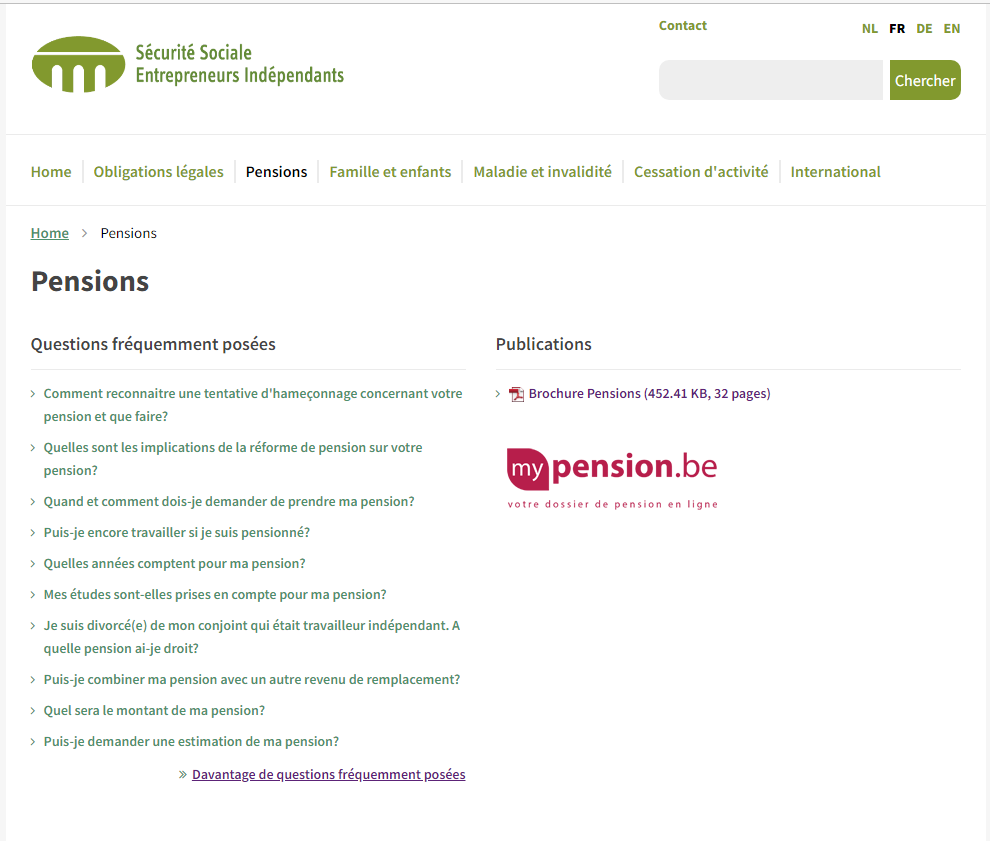 Contact
NL FR DE EN
Sécurité Sociale
Entrepreneurs Indépendants
Chercher
Home
Obligations légales
Pensions
Famille et enfants
Maladie et invalidité
Cessation d'activité
International
Home > Pensions
Pensions
Questions fréquemment posées
Comment reconnaitre une tentative d'hameçonnage concernant votre
pension et que faire?
Quelles sont les implications de la réforme de pension sur votre
pension?
Quand et comment dois-je demander de prendre ma pension?
Puis-je encore travailler si je suis pensionné?
Quelles années comptent pour ma pension?
Mes études sont-elles prises en compte pour ma pension?
Je suis divorcé(e) de mon conjoint qui était travailleur indépendant. A
quelle pension ai-je droit?
Puis-je combiner ma pension avec un autre revenu de remplacement?
Quel sera le montant de ma pension?
Puis-je demander une estimation de ma pension?
» Davantage de questions fréquemment posées
Publications
Brochure Pensions (452.41 KB, 32 pages)
mypension.be
votre dossier de pension en ligne